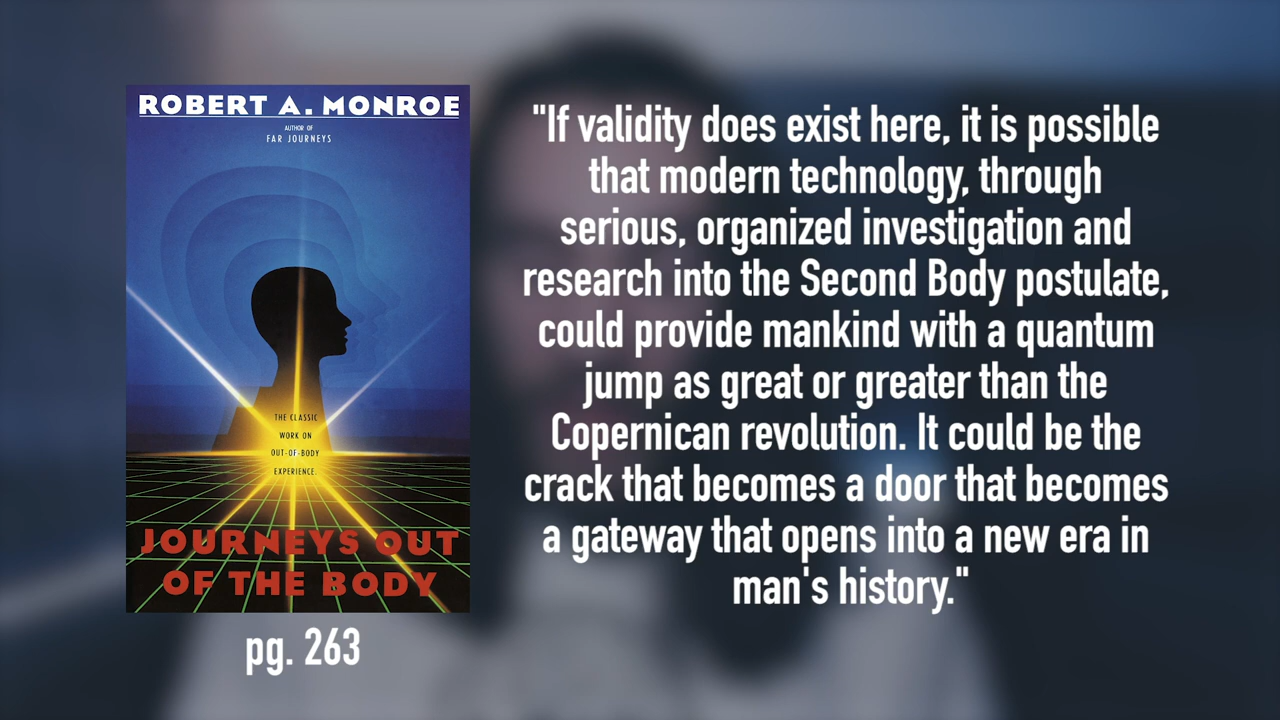 ROBERT A. MONROE
AUTHOR OF
FAR JOURNEYS
THE CLASSIC
WORK ON
OUT-OF-BODY
EXPERIENCE.
JOURNEYS OUT
OF THE BODY
pg. 263
"If validity does exist here, it is possible
that modern technology, through
serious, organized investigation and
research into the Second Body postulate,
could provide mankind with a quantum
jump as great or greater than the
Copernican revolution. It could be the
crack that becomes a door that becomes
a gateway that opens into a new era in
man's history."